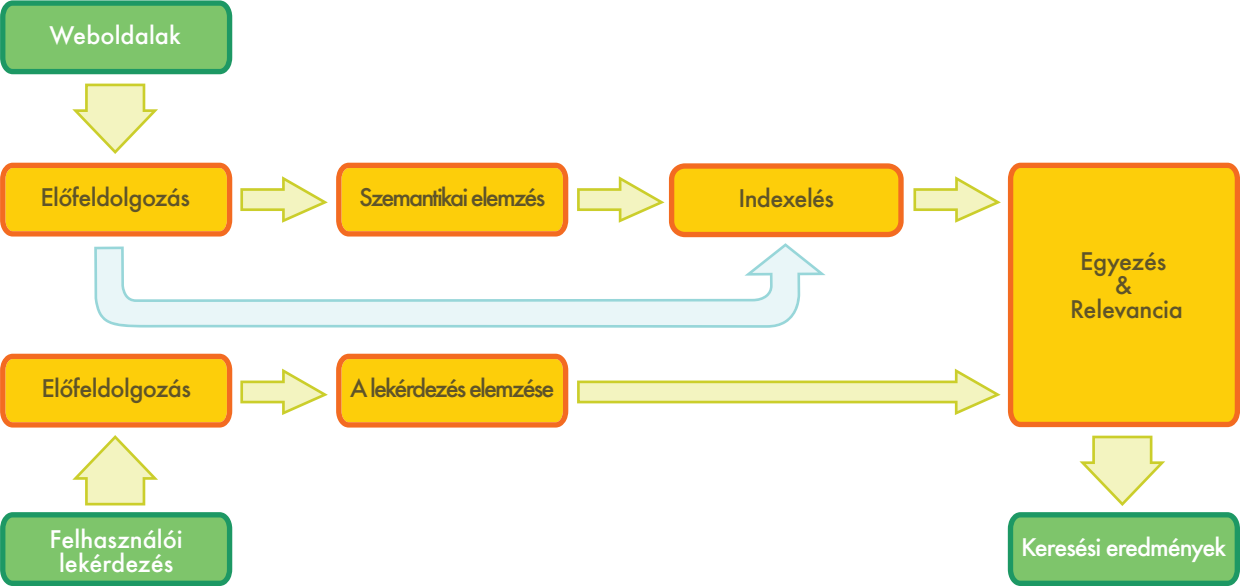 Weboldalak
Előfeldolgozás
Szemantikai elemzés
Indexelés
Egyezés
&
Relevancia
Előfeldolgozás
A lekérdezés elemzése
Felhasználói
lekérdezés
Keresési eredmények